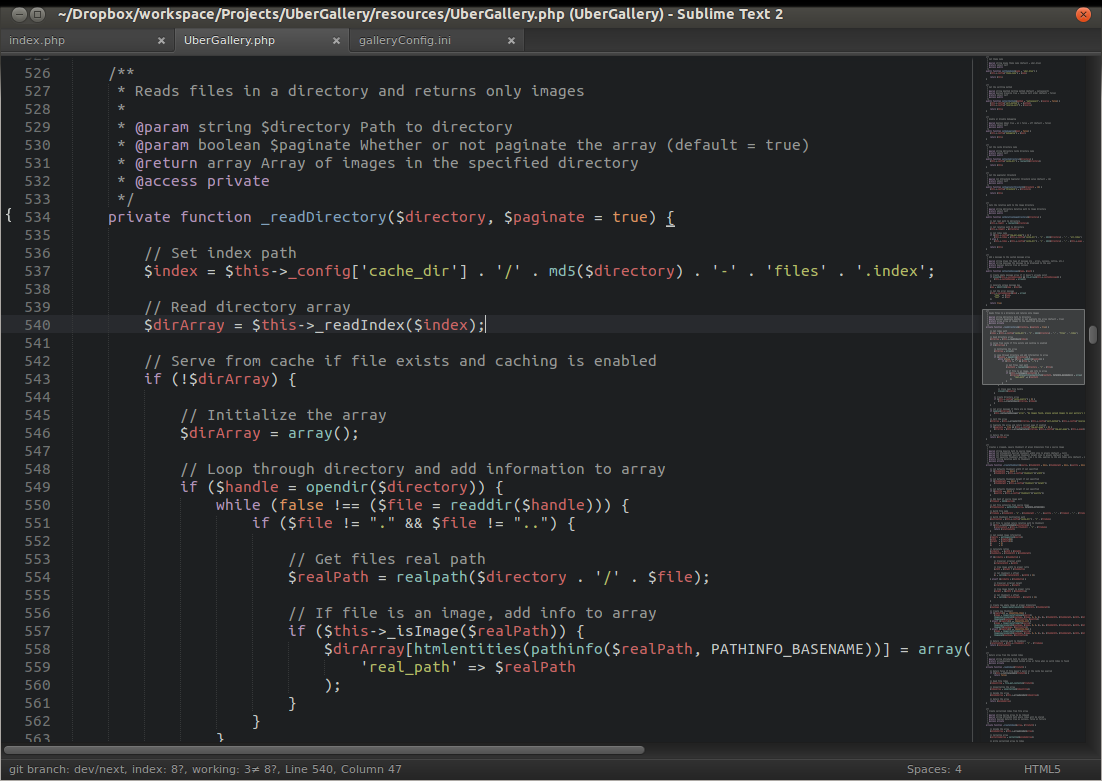 ~/Dropbox/workspace/Projects/UberGallery/resources/UberGallery.php (UberGallery) - Sublime Text 2
index.php × UberGallery.php × galleryConfig.ini ×
526 /**
527  * Reads files in a directory and returns only images
528  *
529  * @param string $directory Path to directory
530  * @param boolean $paginate Whether or not paginate the array (default = true)
531  * @return array Array of images in the specified directory
532  * @access private
533  */
{ 534 private function _readDirectory($directory, $paginate = true) {
535
536     // Set index path
537     $index = $this->_config['cache_dir'] . '/' . md5($directory) . '-' . 'files' . '.index';
538
539     // Read directory array
540     $dirArray = $this->_readIndex($index);
541
542     // Serve from cache if file exists and caching is enabled
543     if (!$dirArray) {
544
545         // Initialize the array
546         $dirArray = array();
547
548         // Loop through directory and add information to array
549         if ($handle = opendir($directory)) {
550             while (false !== ($file = readdir($handle))) {
551                 if ($file != "." && $file != "..") {
552
553                     // Get files real path
554                     $realPath = realpath($directory . '/' . $file);
555
556                     // If file is an image, add info to array
557                     if ($this->_isImage($realPath)) {
558                         $dirArray[htmlentities(pathinfo($realPath, PATHINFO_BASENAME))] = array(
559                             'real_path' => $realPath
560                         );
561                     }
562                 }
563             }
git branch: dev/next, index: 8?, working: 3≠ 8?, Line 540, Column 47 Spaces: 4 HTML5